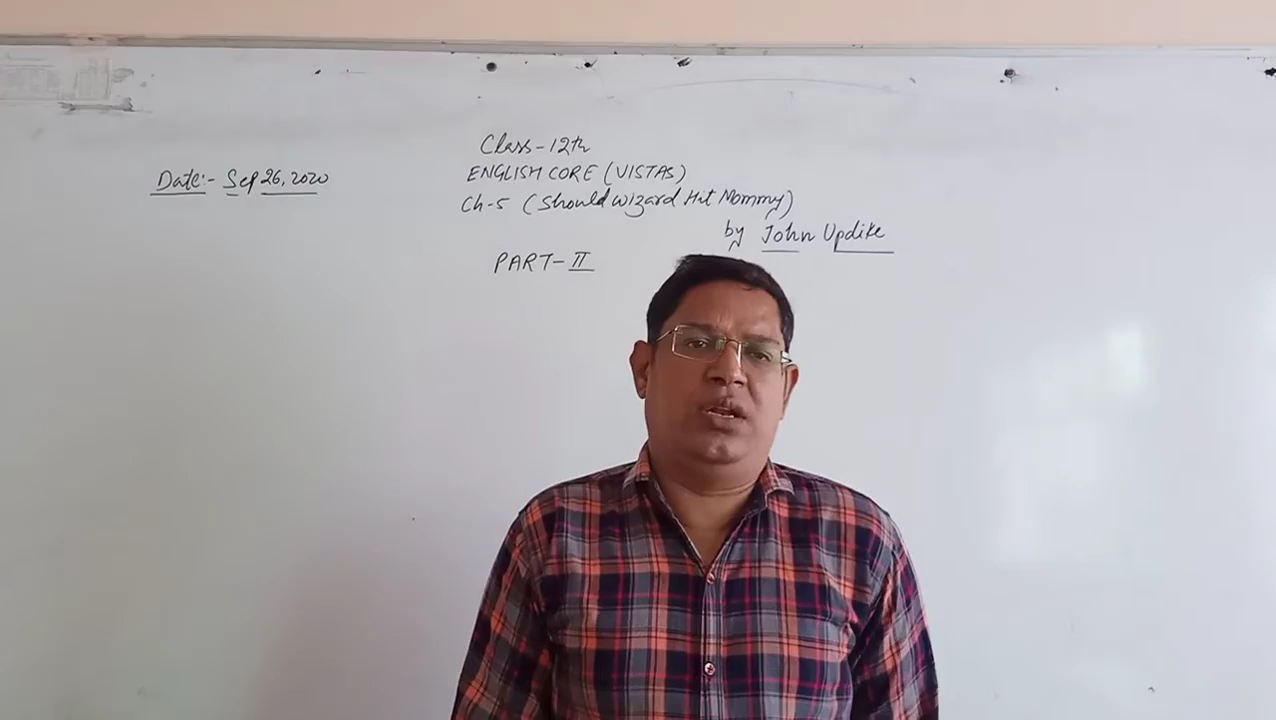 Class-12th
Date:- Sep 26, 2020
ENGLISH CORE (VISTAS)
Ch-5 (Should Wizard Hit Mommy)
by John Updike
PART-II